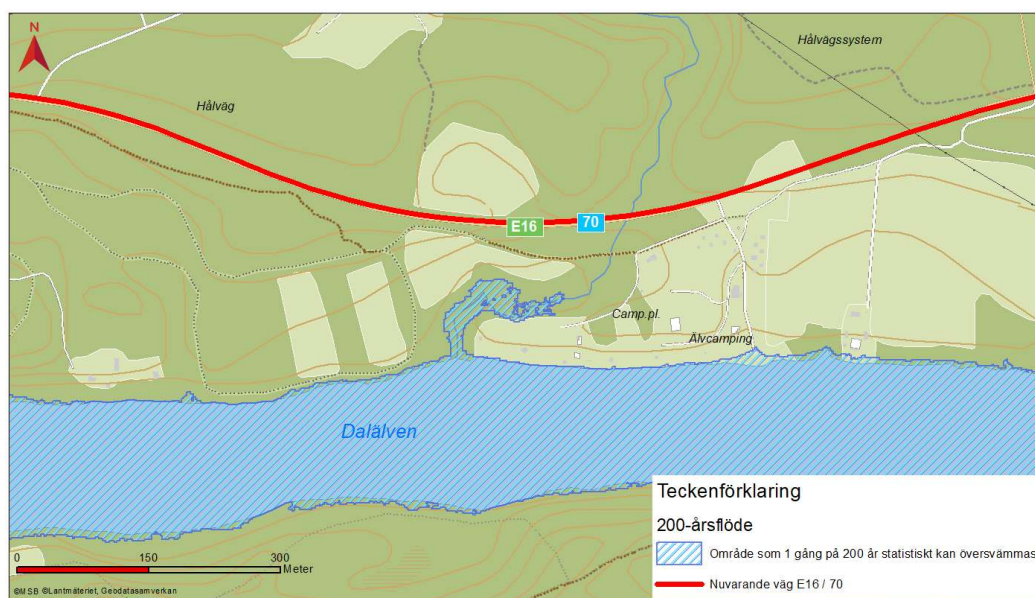 N
Hålvägssystem
Hålväg
E16
70
Camp.pl.
Älvcamping
Dalälven
Teckenförklaring
200-årsflöde
Område som 1 gång på 200 år statistiskt kan översvämmas
Nuvarande väg E16 / 70
0 150 300
Meter
©MSB ©Lantmäteriet, Geodatasamverkan